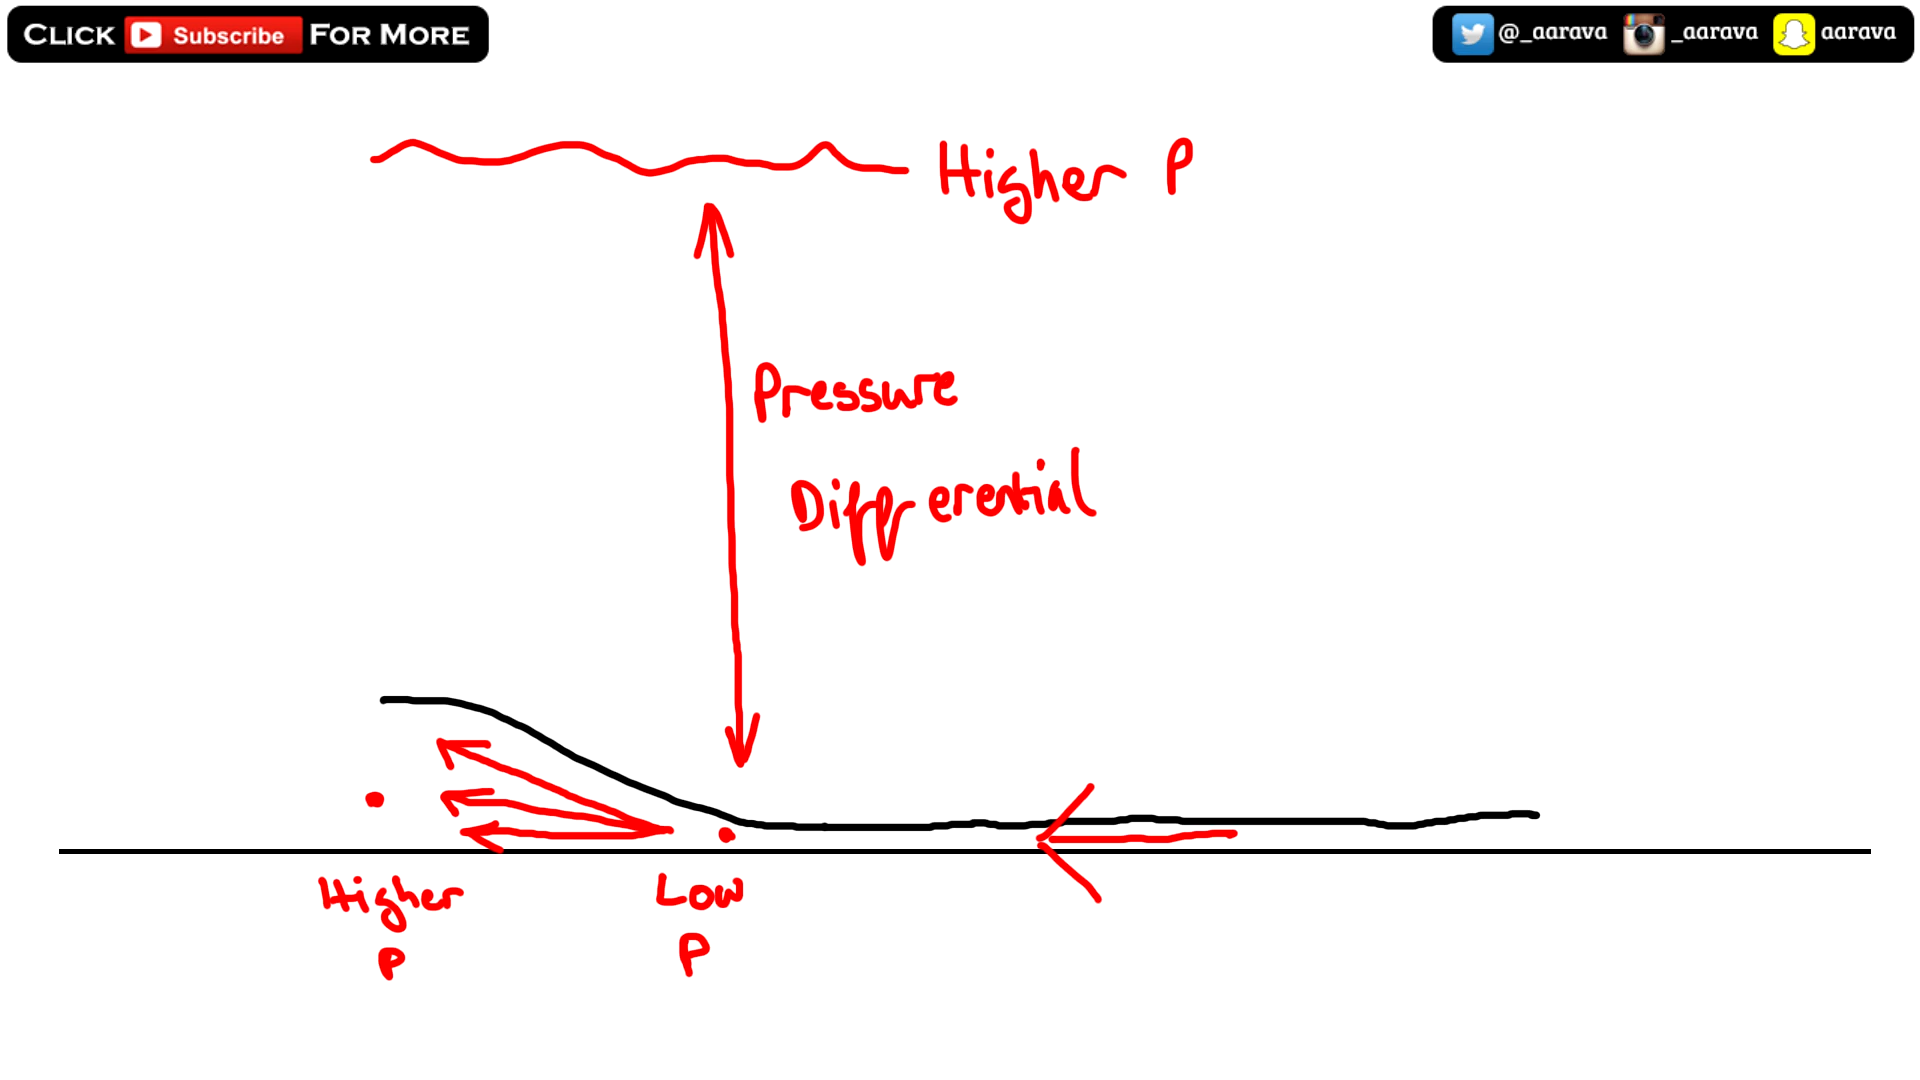 CLICK Subscribe FOR MORE
@_aarava _aarava aarava
Higher P
Pressure
Differential
Higher
P
Low
P